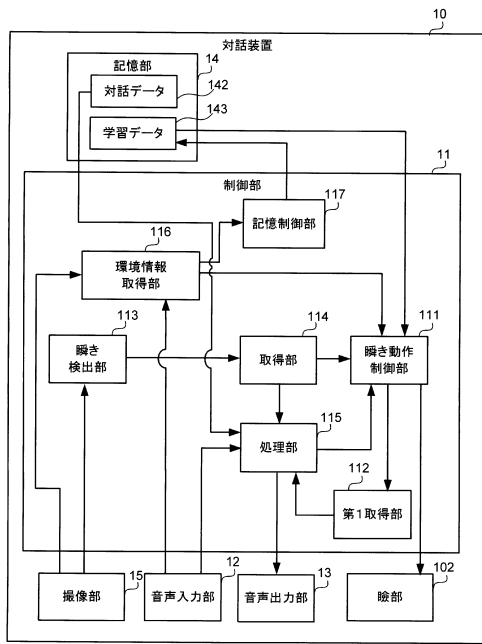 10
対話装置
記憶部
14
対話データ
142
学習データ
143
11
制御部
記憶制御部
117
116
環境情報
取得部
113
瞬き
検出部
114
取得部
111
瞬き動作
制御部
115
処理部
112
第1取得部
撮像部
15
音声入力部
12
音声出力部
13
瞼部
102